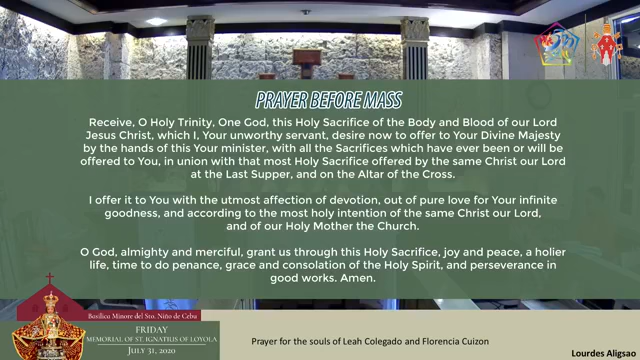 PRAYER BEFORE MASS
Receive, O Holy Trinity, One God, this Holy Sacrifice of the Body and Blood of our Lord
Jesus Christ, which I, Your unworthy servant, desire now to offer to Your Divine Majesty
by the hands of this Your minister, with all the Sacrifices which have ever been or will be
offered to You, in union with that most Holy Sacrifice offered by the same Christ our Lord
at the Last Supper, and on the Altar of the Cross.
I offer it to You with the utmost affection of devotion, out of pure love for Your infinite
goodness, and according to the most holy intention of the same Christ our Lord,
and of our Holy Mother the Church.
O God, almighty and merciful, grant us through this Holy Sacrifice, joy and peace, a holier
life, time to do penance, grace and consolation of the Holy Spirit, and perseverance in
good works. Amen.
Basilica Minore del Sto. Niño de Cebu
FRIDAY
MEMORIAL OF ST. IGNATIUS OF LOYOLA
JULY 31, 2020
Prayer for the souls of Leah Colegado and Florencia Cuizon
Lourdes Aligsao